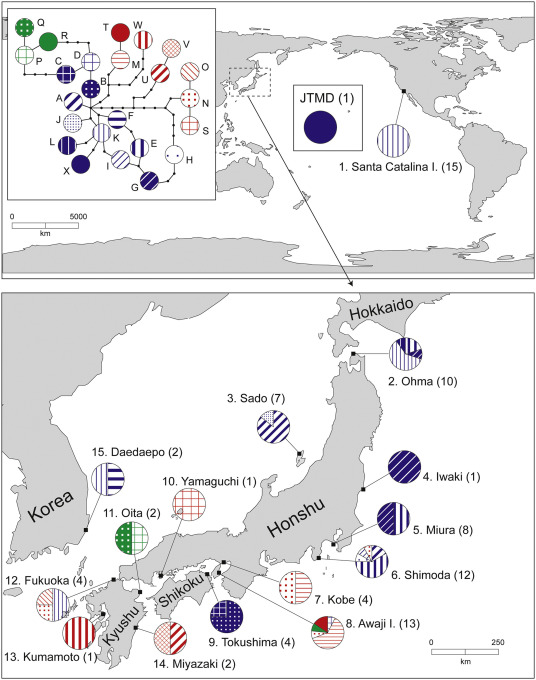 Q
R
T
W
V
P
C
D
M
U
O
B
A
F
N
J
K
S
L
E
H
X
I
G
JTMD (1)
1. Santa Catalina I. (15)
0 5000
km
Hokkaido
2. Ohma (10)
3. Sado (7)
4. Iwaki (1)
15. Daedaepo (2)
10. Yamaguchi (1)
Korea
11. Oita (2)
Honshu
5. Miura (8)
6. Shimoda (12)
12. Fukuoka (4)
Shikoku
7. Kobe (4)
Kyushu
8. Awaji I. (13)
9. Tokushima (4)
13. Kumamoto (1)
14. Miyazaki (2)
0 250
km